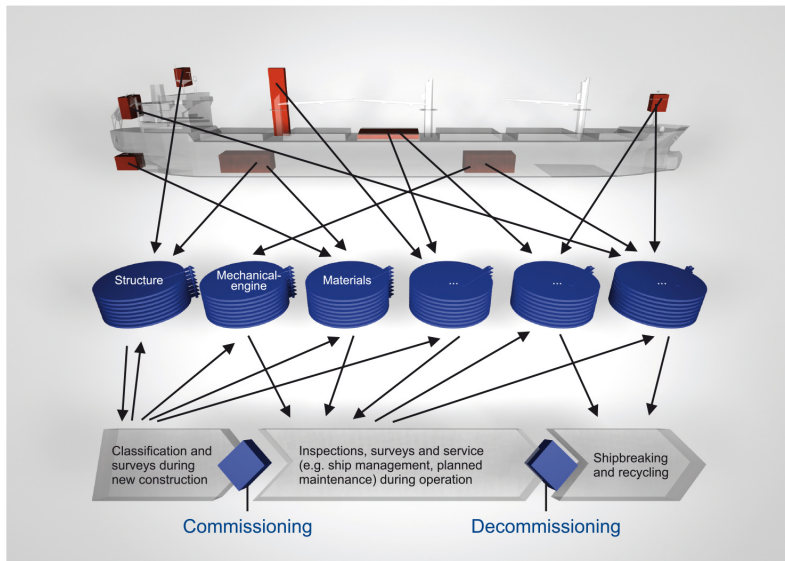 Structure
Mechanical-
engine
Materials
...
...
...
Classification and
surveys during
new construction
Inspections, surveys and service
(e.g. ship management, planned
maintenance) during operation
Shipbreaking
and recycling
Commissioning
Decommissioning